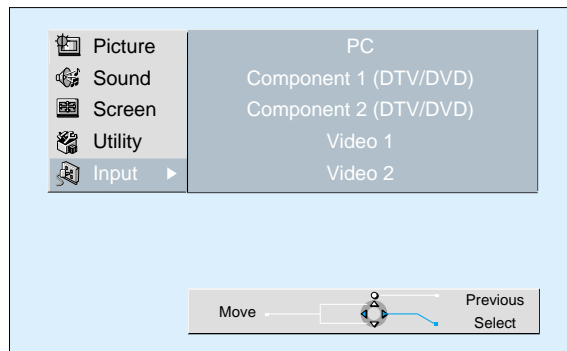 Picture
Sound
Screen
Utility
Input
PC
Component 1 (DTV/DVD)
Component 2 (DTV/DVD)
Video 1
Video 2
Move
Previous
Select